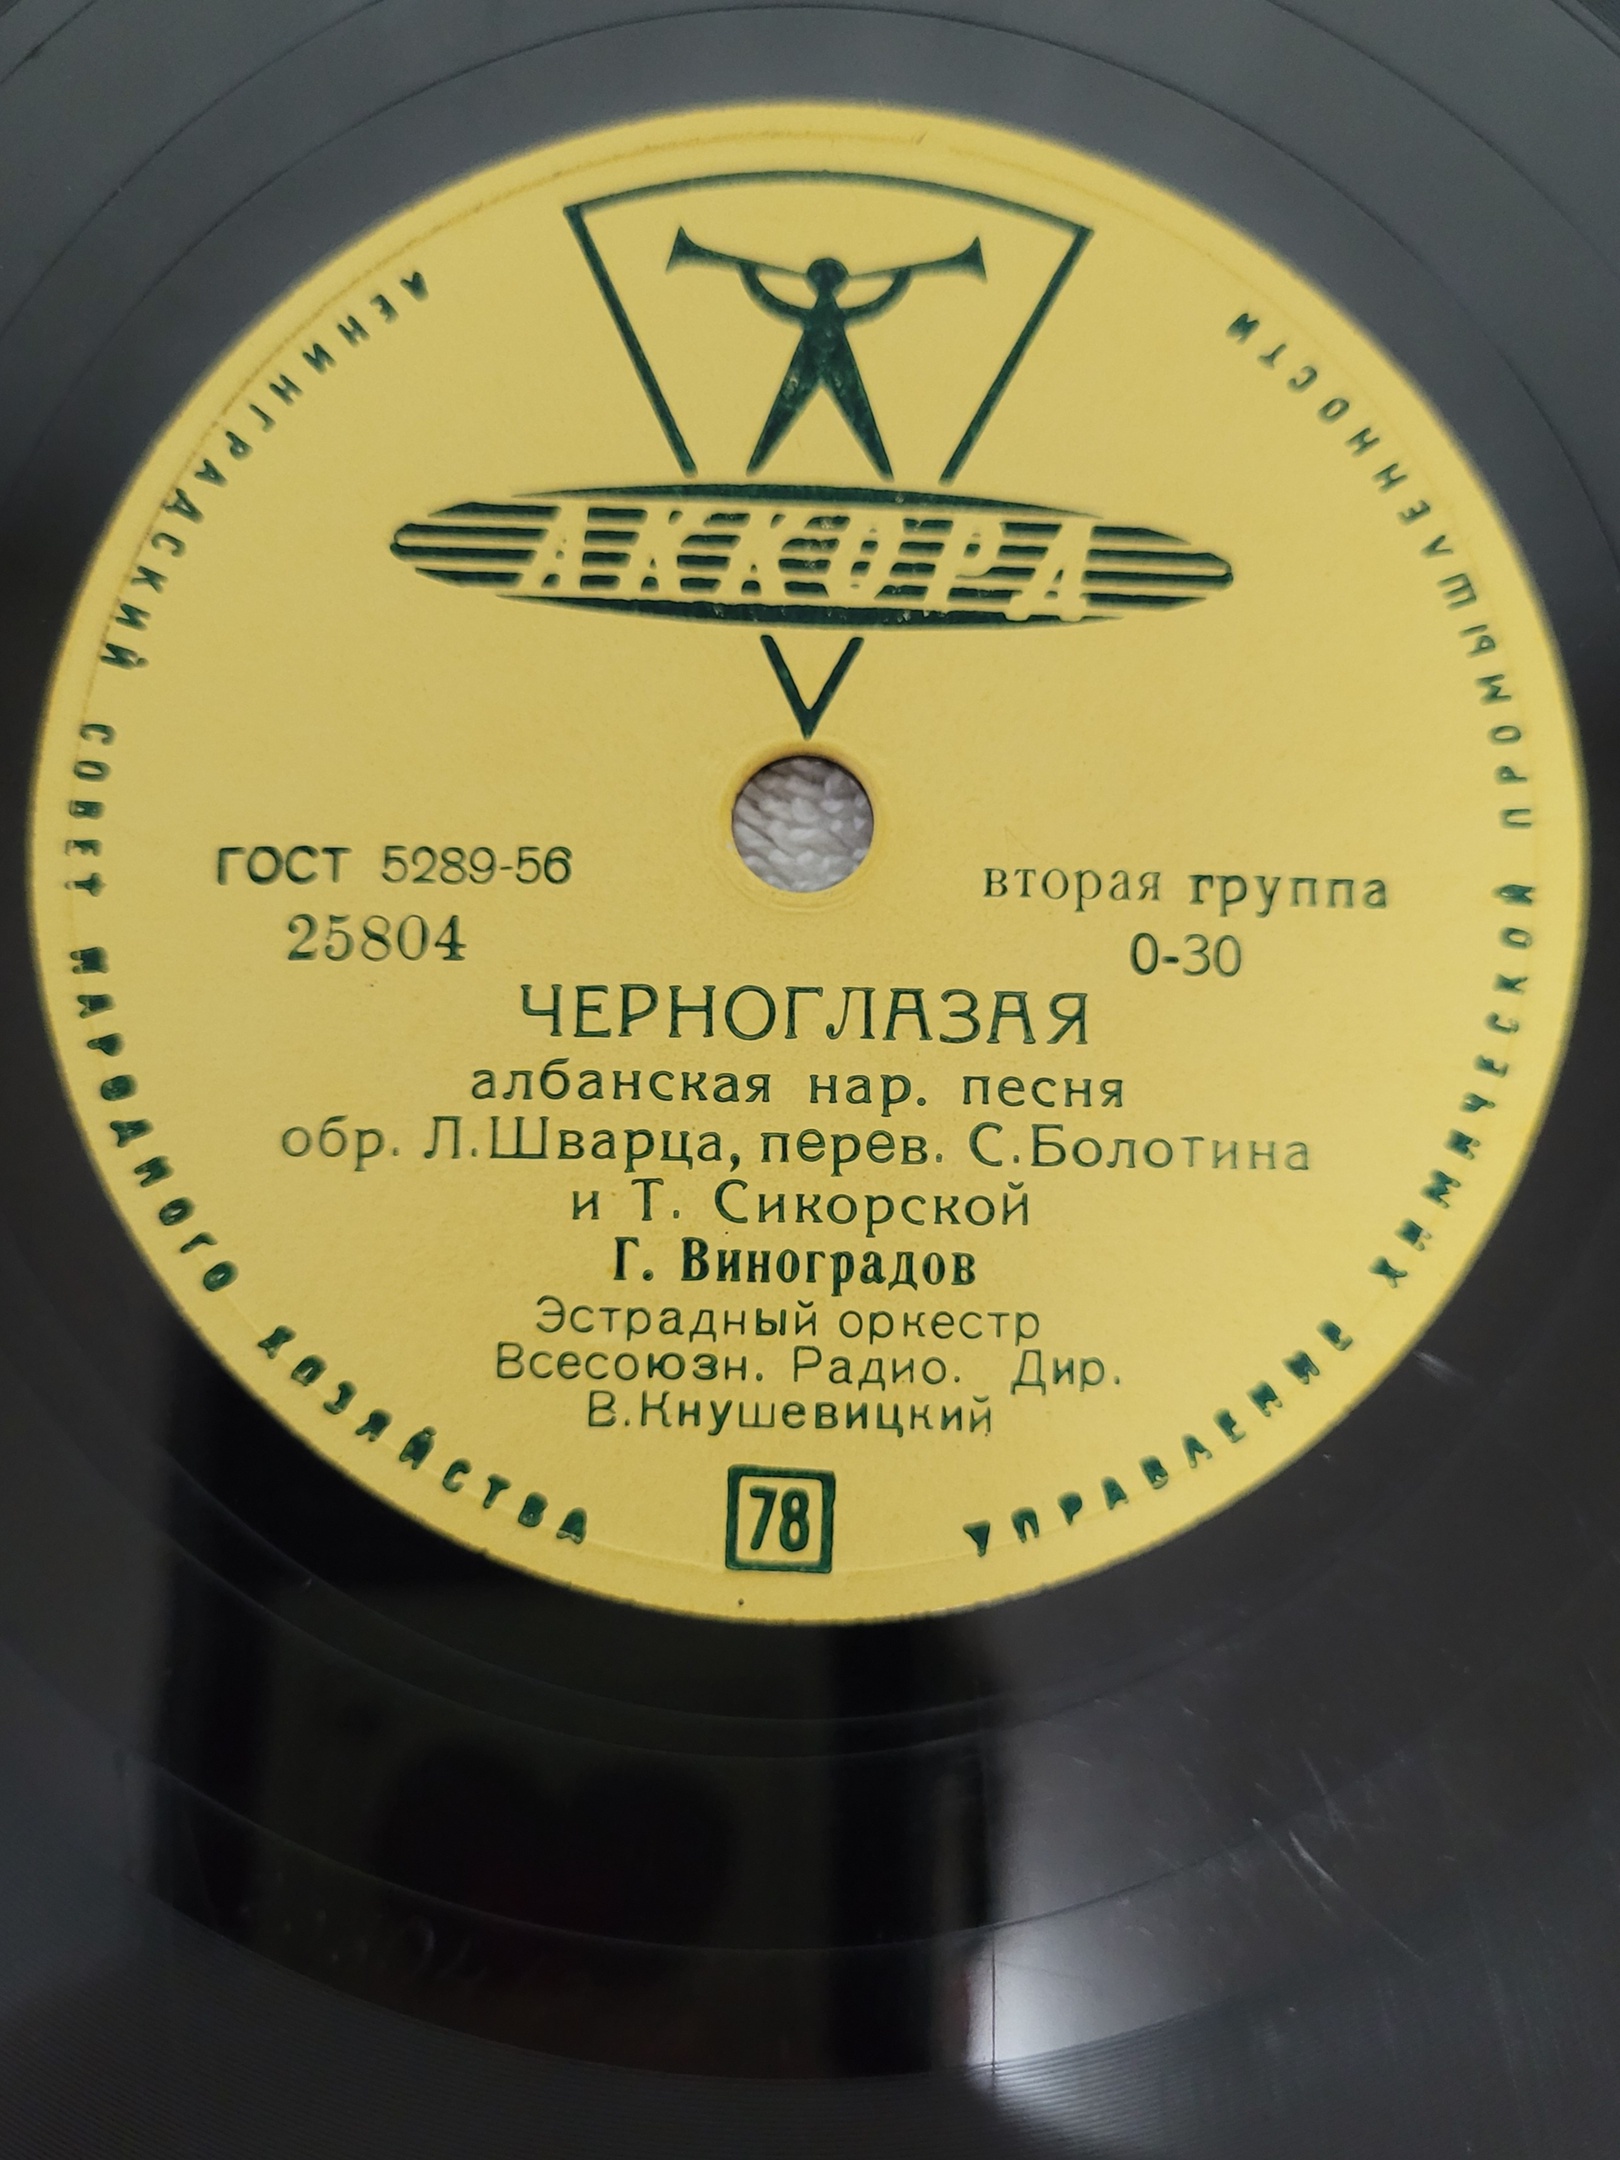 ЛЕНИНГРАДСКИЙ СОВЕТ НАРОДНОГО ХОЗЯЙСТВА
УПРАВЛЕНИЕ ХИМИЧЕСКОЙ ПРОМЫШЛЕННОСТИ
АККОРД
ГОСТ 5289-56
вторая группа
25804
0-30
ЧЕРНОГЛАЗАЯ
албанская нар. песня
обр. Л.Шварца, перев. С.Болотина
и Т. Сикорской
Г. Виноградов
Эстрадный оркестр
Всесоюзн. Радио. Дир.
В.Кнушевицкий
78